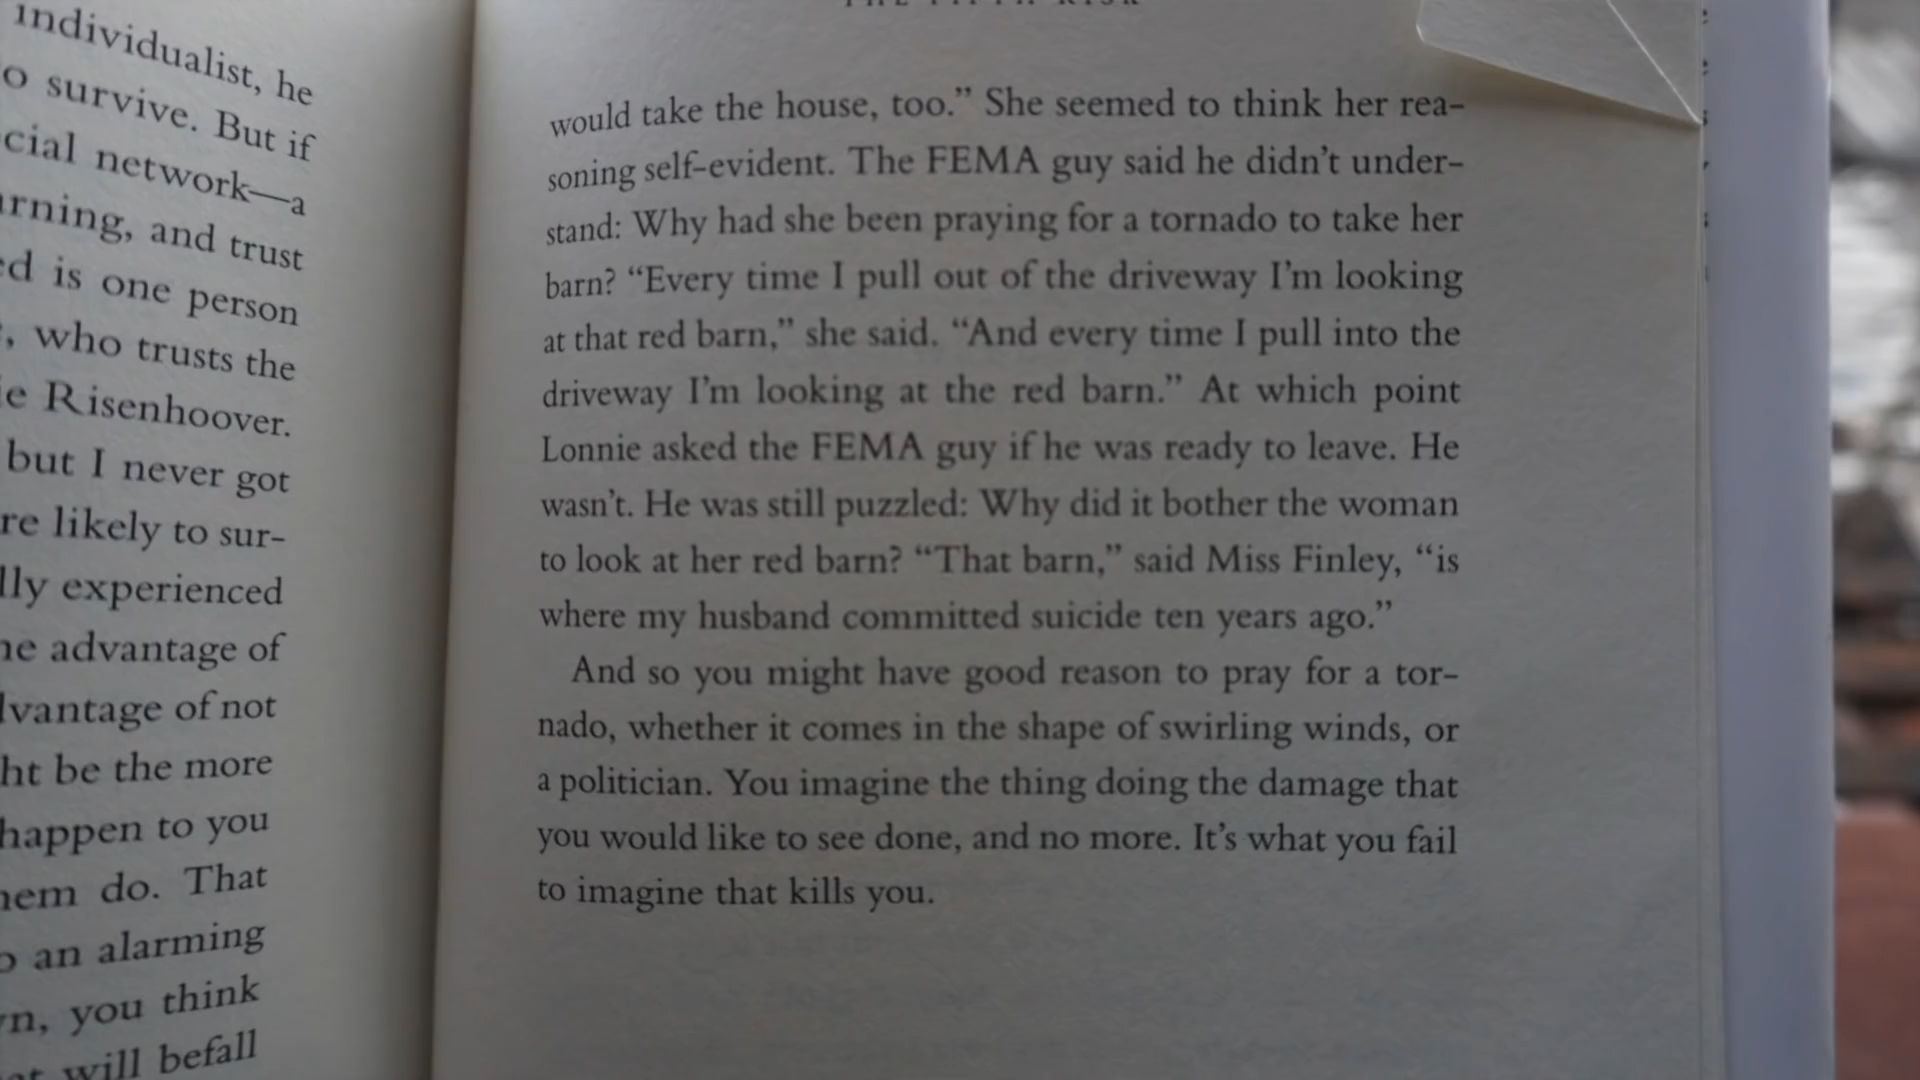 individualist, he
o survive. But if
cial network—a
rning, and trust
ed is one person
, who trusts the
ie Risenhoover.
but I never got
re likely to sur-
lly experienced
he advantage of
lvantage of not
ht be the more
happen to you
hem do. That
o an alarming
n, you think
at will befall
would take the house, too.” She seemed to think her rea-
soning self-evident. The FEMA guy said he didn’t under-
stand: Why had she been praying for a tornado to take her
barn? “Every time I pull out of the driveway I’m looking
at that red barn,” she said. “And every time I pull into the
driveway I’m looking at the red barn.” At which point
Lonnie asked the FEMA guy if he was ready to leave. He
wasn’t. He was still puzzled: Why did it bother the woman
to look at her red barn? “That barn,” said Miss Finley, “is
where my husband committed suicide ten years ago.”
And so you might have good reason to pray for a tor-
nado, whether it comes in the shape of swirling winds, or
a politician. You imagine the thing doing the damage that
you would like to see done, and no more. It’s what you fail
to imagine that kills you.